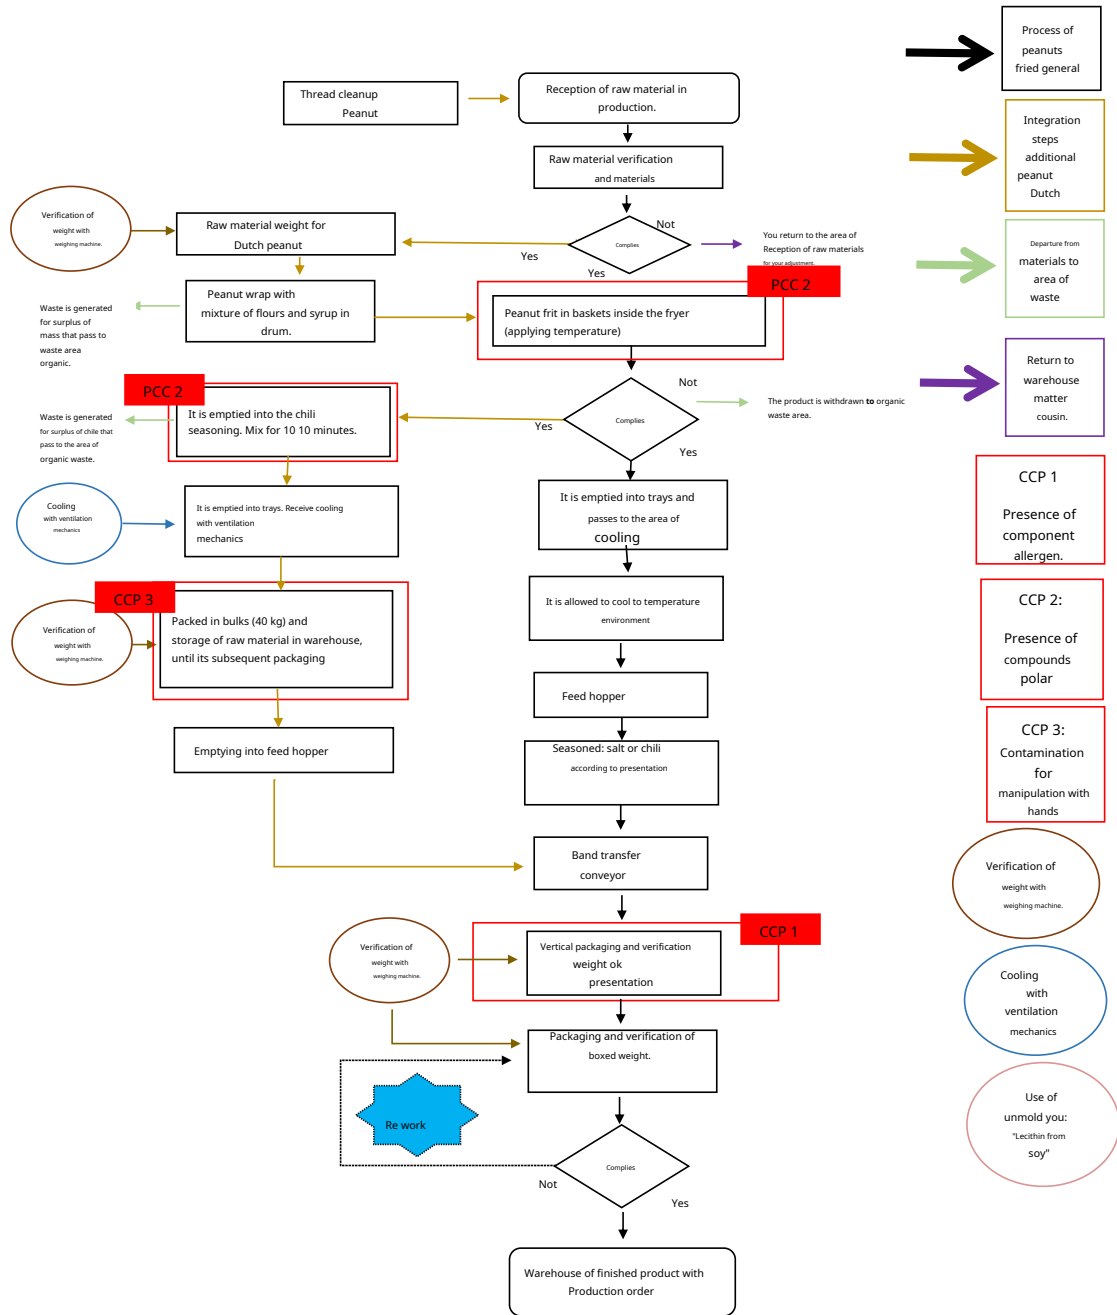 Process of
peanuts
fried general
Thread cleanup
Peanut
Reception of raw material in
production.
Integration
steps
additional
peanut
Dutch
Raw material verification
and materials
Verification of
weight with
weighing machine.
Raw material weight for
Dutch peanut
Not
Complies
Yes
Yes
You return to the area of
Reception of raw materials
for your adjustment.
Departure from
materials to
area of
waste
PCC 2
Peanut wrap with
mixture of flours and syrup in
drum.
Waste is generated
for surplus of
mass that pass to
waste area
organic.
Peanut frit in baskets inside the fryer
(applying temperature)
Return to
warehouse
matter
cousin.
PCC 2
Not
Complies
Yes
Yes
The product is withdrawn to organic
waste area.
It is emptied into the chili
seasoning. Mix for 10 10 minutes.
Waste is generated
for surplus of chile that
pass to the area of
organic waste.
CCP 1
Presence of
component
allergen.
Cooling
with ventilation
mechanics
It is emptied into trays. Receive cooling
with ventilation
mechanics
It is emptied into trays and
passes to the area of
cooling
CCP 3
Verification of
weight with
weighing machine.
Packed in bulks (40 kg) and
storage of raw material in warehouse,
until its subsequent packaging
It is allowed to cool to temperature
environment
CCP 2:
Presence of
compounds
polar
Feed hopper
CCP 3:
Contamination
for
manipulation with
hands
Emptying into feed hopper
Seasoned: salt or chili
according to presentation
Band transfer
conveyor
Verification of
weight with
weighing machine.
CCP 1
Verification of
weight with
weighing machine.
Vertical packaging and verification
weight ok
presentation
Cooling
with
ventilation
mechanics
Packaging and verification of
boxed weight.
Re work
Use of
unmold you:
"Lecithin from
soy"
Complies
Not
Yes
Warehouse of finished product with
Production order